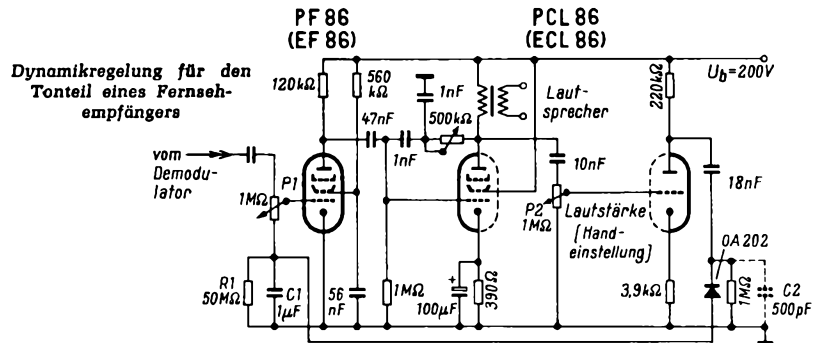 PF 86
(EF 86)
PCL 86
(ECL 86)
Dynamikregelung für den
Tonteil eines Fernseh-
empfängers
120kΩ
560
kΩ
1nF
Laut-
sprecher
220kΩ
Ub=200V
47nF
500kΩ
1nF
vom
Demodu-
lator
P1
1MΩ
10nF
18nF
P2
1MΩ
Lautstärke
[Hand-
einstellung]
OA202
R1
50MΩ
C1
1µF
56
nF
1MΩ
+
100µF
390Ω
3,9kΩ
1MΩ
C2
500pF